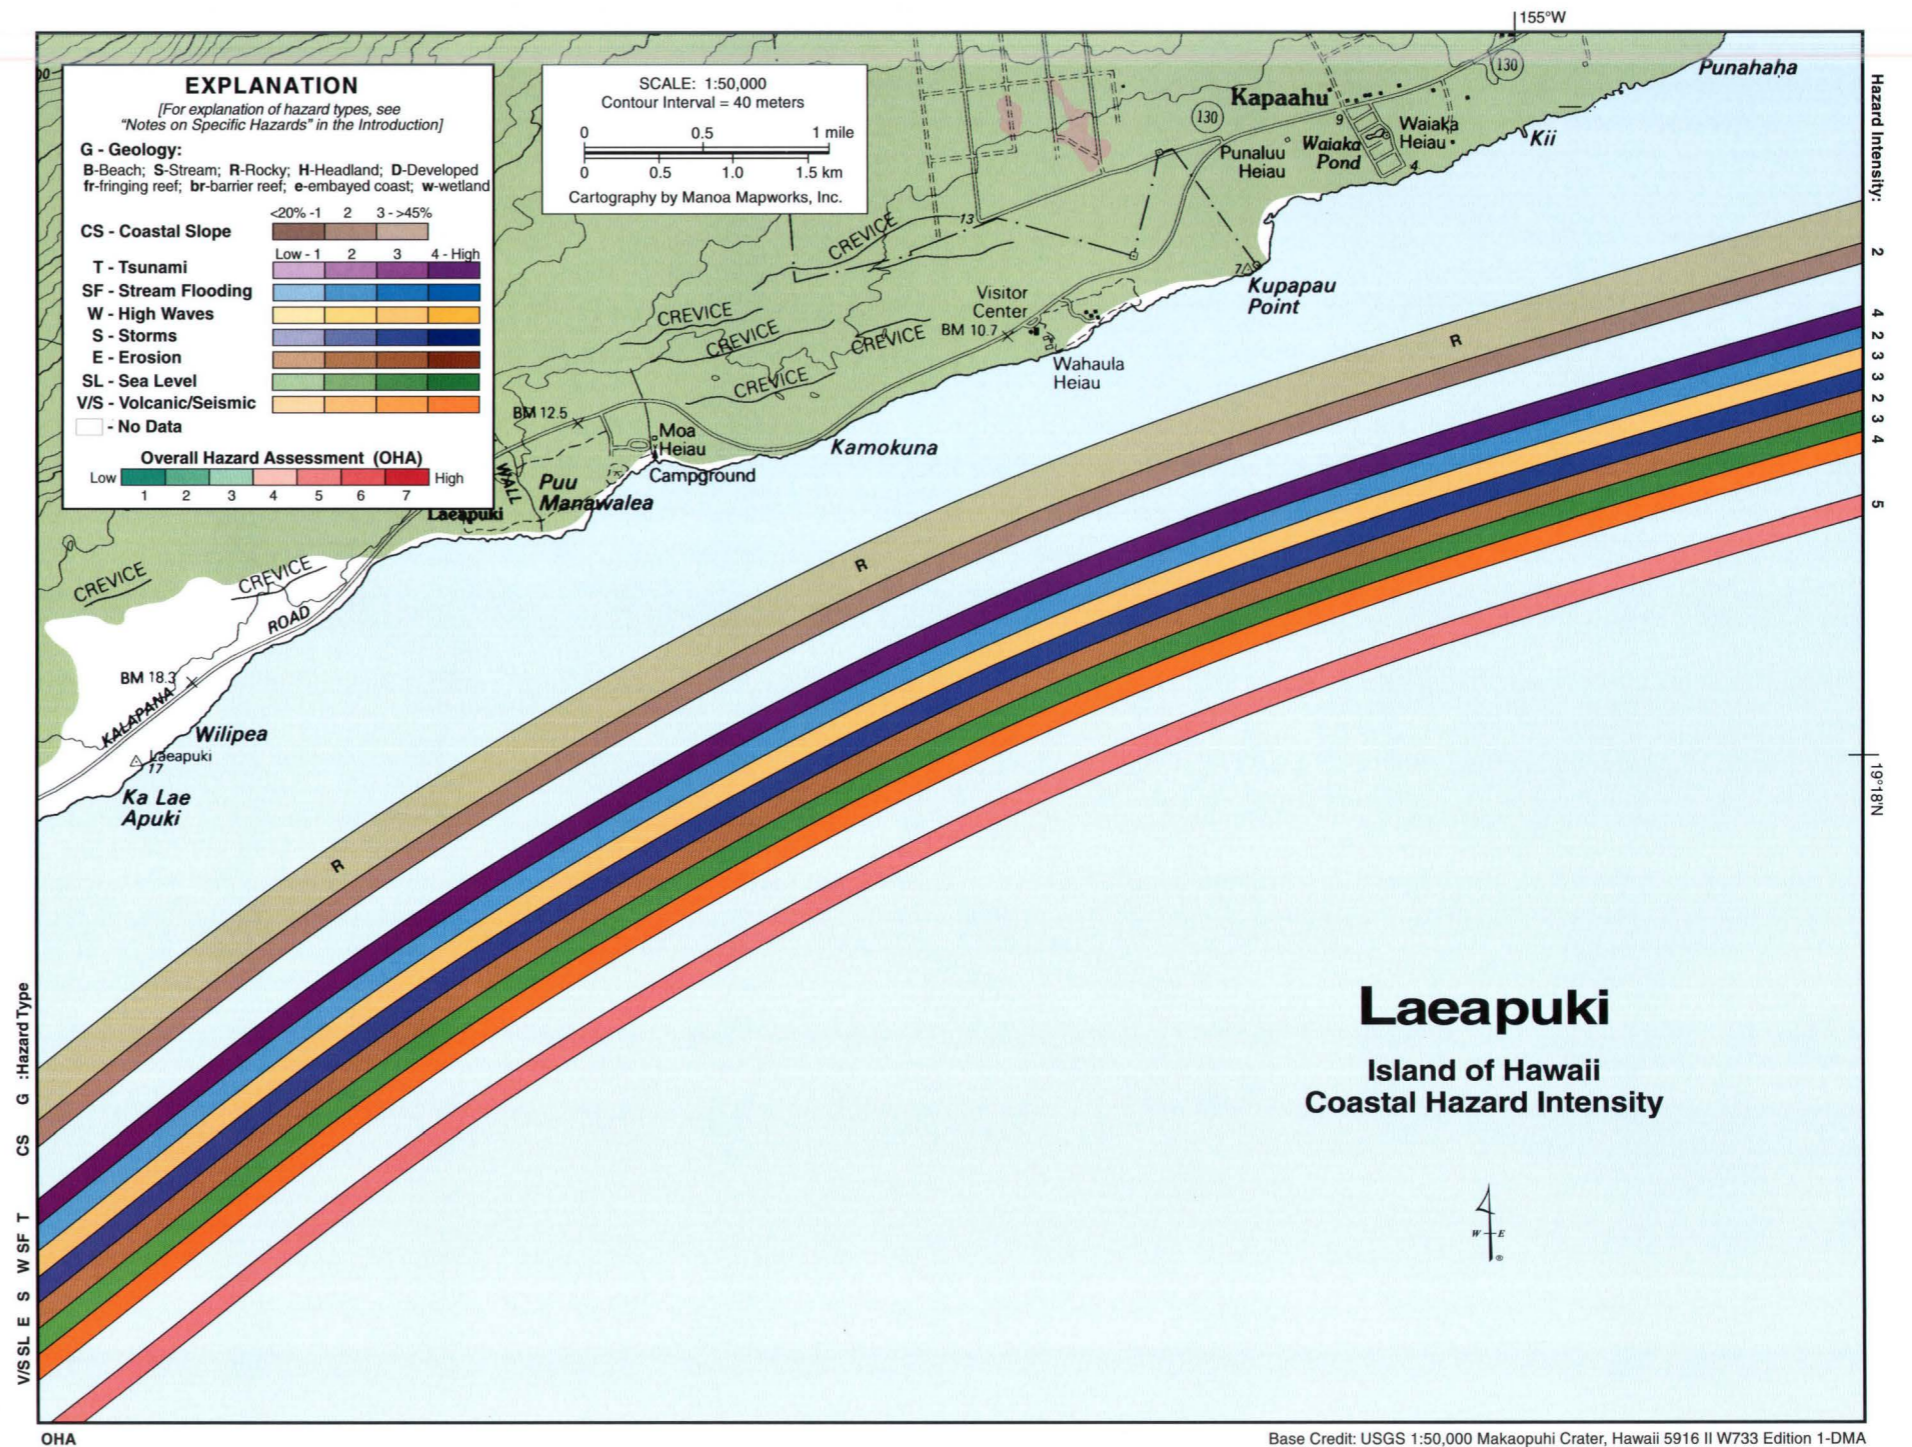 155°W
EXPLANATION
[For explanation of hazard types, see
"Notes on Specific Hazards" in the Introduction]
G - Geology:
B-Beach; S-Stream; R-Rocky; H-Headland; D-Developed
fr-fringing reef; br-barrier reef; e-embayed coast; w-wetland
<20% -1 2 3 - >45%
CS - Coastal Slope
Low - 1 2 3 4 - High
T - Tsunami
SF - Stream Flooding
W - High Waves
S - Storms
E - Erosion
SL - Sea Level
V/S - Volcanic/Seismic
- No Data
Overall Hazard Assessment (OHA)
Low High
1 2 3 4 5 6 7
SCALE: 1:50,000
Contour Interval = 40 meters
0 0.5 1 mile
0 0.5 1.0 1.5 km
Cartography by Manoa Mapworks, Inc.
130
Punahaha
Kapaahu
130
9
Waiaka
Heiau
Waiaka
Pond
4
Kii
Punaluu
Heiau
13
CREVICE
7
Kupapau
Point
Visitor
Center
BM 10.7
Wahaula
Heiau
CREVICE
CREVICE
CREVICE
CREVICE
BM 12.5
Moa
Heiau
Kamokuna
Campground
WALL
Puu
Manawalea
Laeapuki
CREVICE
CREVICE
ROAD
BM 18.3
KALAPANA
Wilipea
Laeapuki
17
Ka Lae
Apuki
R
R
R
Hazard Intensity:
2
4
2
3
3
2
3
4
5
19°18'N
Laeapuki
Island of Hawaii
Coastal Hazard Intensity
W E
G :Hazard Type
CS
T
SF
W
S
E
SL
V/S
OHA
Base Credit: USGS 1:50,000 Makaopuhi Crater, Hawaii 5916 II W733 Edition 1-DMA